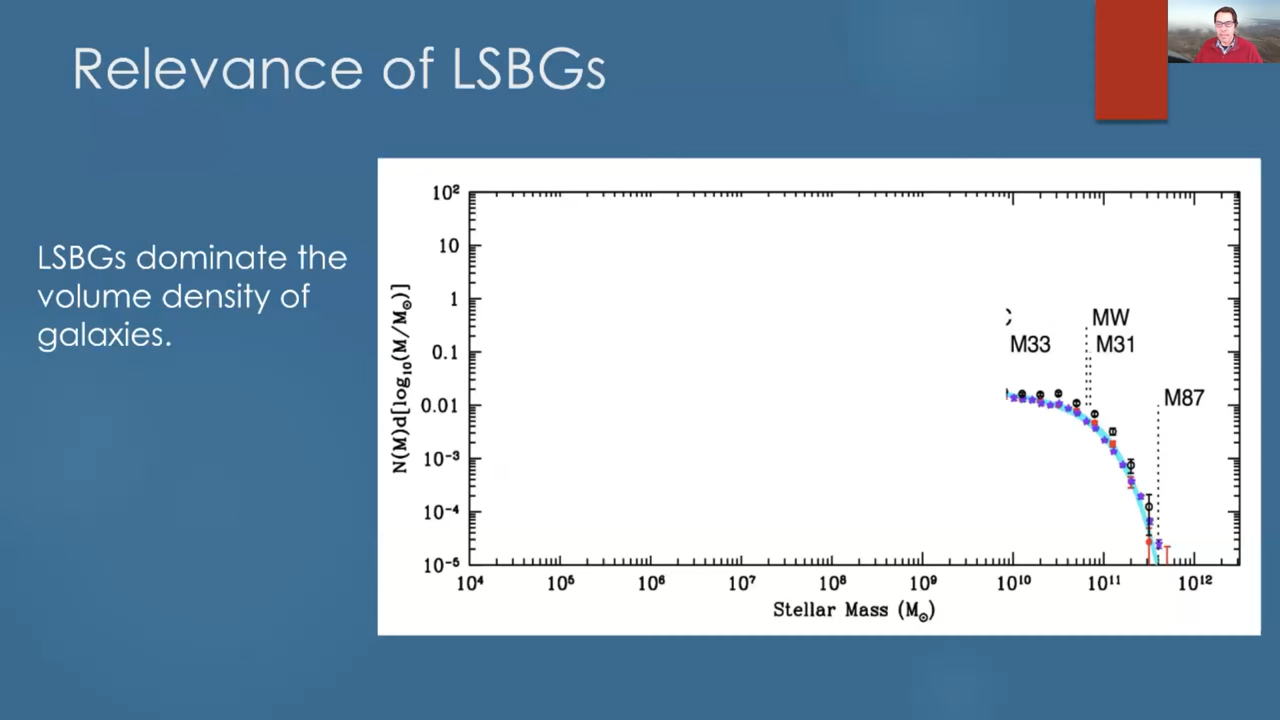 Relevance of LSBGs
LSBGs dominate the
volume density of
galaxies.
10²
10
1
0.1
0.01
10⁻³
10⁻⁴
10⁻⁵
N(M)d[log₁₀(M/M☉)]
MW
M33
M31
M87
10⁴ 10⁵ 10⁶ 10⁷ 10⁸ 10⁹ 10¹⁰ 10¹¹ 10¹²
Stellar Mass (M☉)